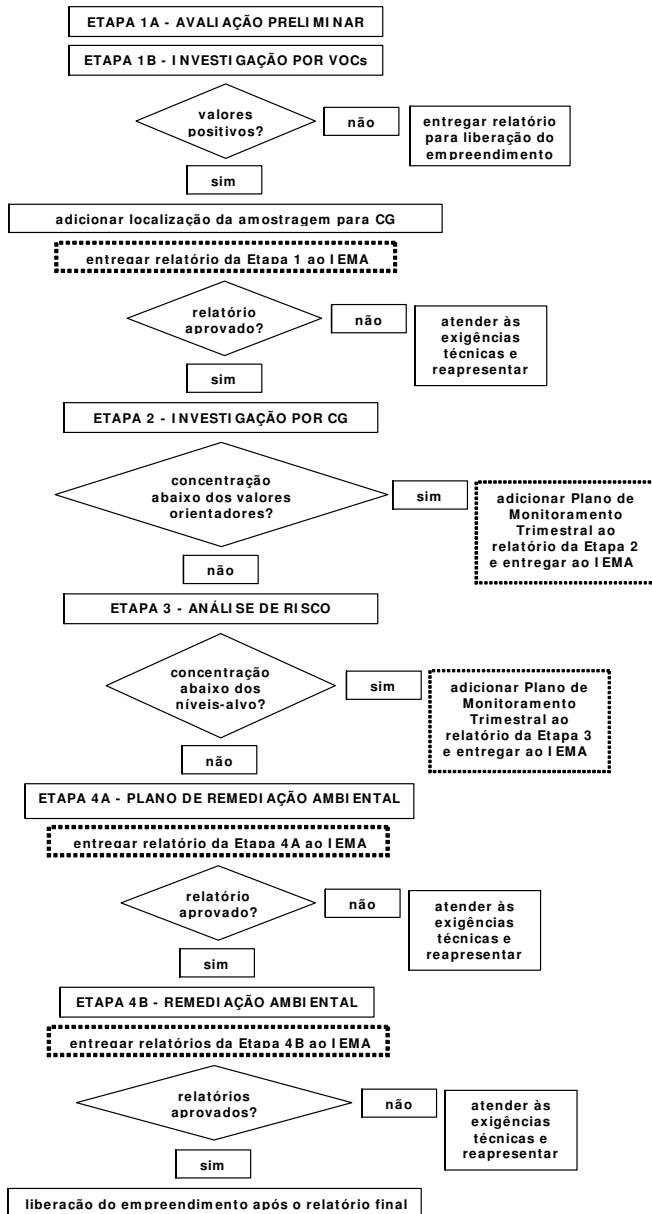 ETAPA 1A - AVALIAÇÃO PRELIMINAR
ETAPA 1B - INVESTIGAÇÃO POR VOCs
valores
positivos?
não
entregar relatório
para liberação do
empreendimento
sim
adicionar localização da amostragem para CG
entregar relatório da Etapa 1 ao IEMA
relatório
aprovado?
não
atender às
exigências
técnicas e
reapresentar
sim
ETAPA 2 - INVESTIGAÇÃO POR CG
concentração
abaixo dos valores
orientadores?
sim
adicionar Plano de
Monitoramento
Trimestral ao
relatório da Etapa 2
e entregar ao IEMA
não
ETAPA 3 - ANÁLISE DE RISCO
concentração
abaixo dos
níveis-alvo?
sim
adicionar Plano de
Monitoramento
Trimestral ao
relatório da Etapa 3
e entregar ao IEMA
não
ETAPA 4A - PLANO DE REMEDIAÇÃO AMBIENTAL
entregar relatório da Etapa 4A ao IEMA
relatório
aprovado?
não
atender às
exigências
técnicas e
reapresentar
sim
ETAPA 4B - REMEDIAÇÃO AMBIENTAL
entregar relatórios da Etapa 4B ao IEMA
relatórios
aprovados?
não
atender às
exigências
técnicas e
reapresentar
sim
liberação do empreendimento após o relatório final